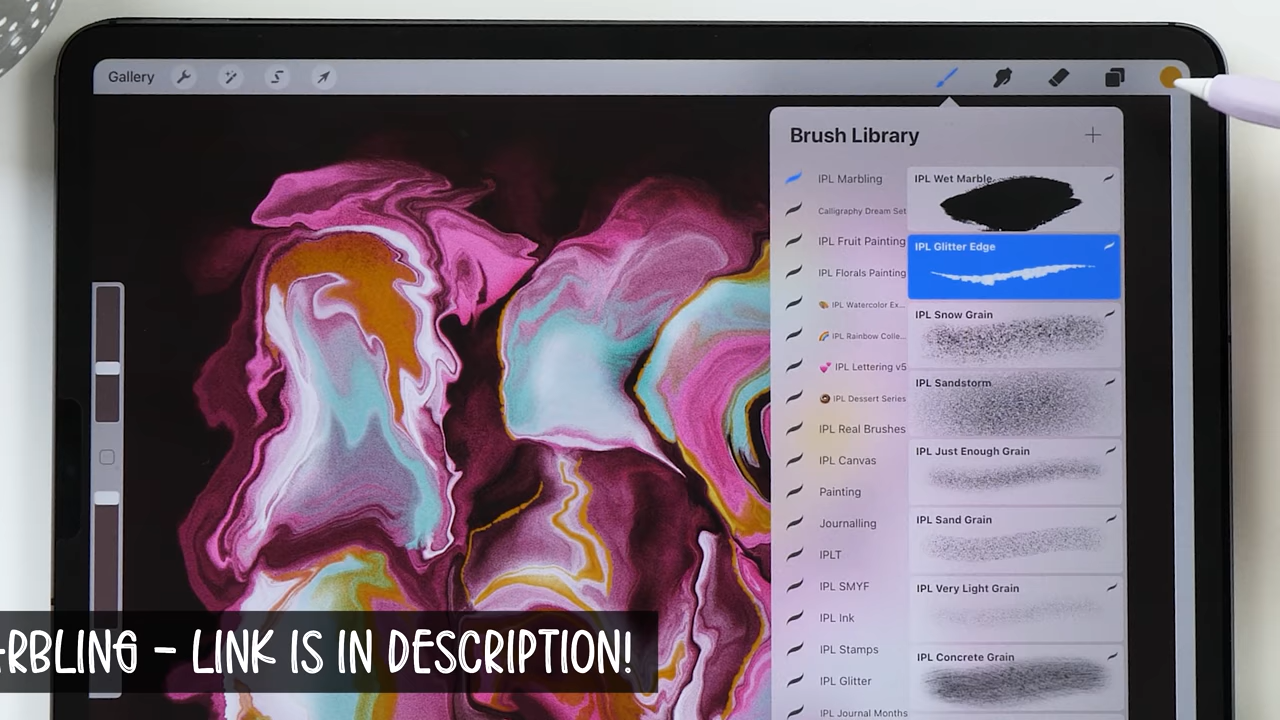 Gallery
Brush Library
IPL Marbling
Calligraphy Dream Set
IPL Fruit Painting
IPL Florals Painting
IPL Watercolor Ex...
IPL Rainbow Colle...
IPL Lettering v5
IPL Dessert Series
IPL Real Brushes
IPL Canvas
Painting
Journalling
IPLT
IPL SMYF
IPL Ink
IPL Stamps
IPL Glitter
IPL Journal Months
IPL Wet Marble
IPL Glitter Edge
IPL Snow Grain
IPL Sandstorm
IPL Just Enough Grain
IPL Sand Grain
IPL Very Light Grain
IPL Concrete Grain
RBLING – LINK IS IN DESCRIPTION!